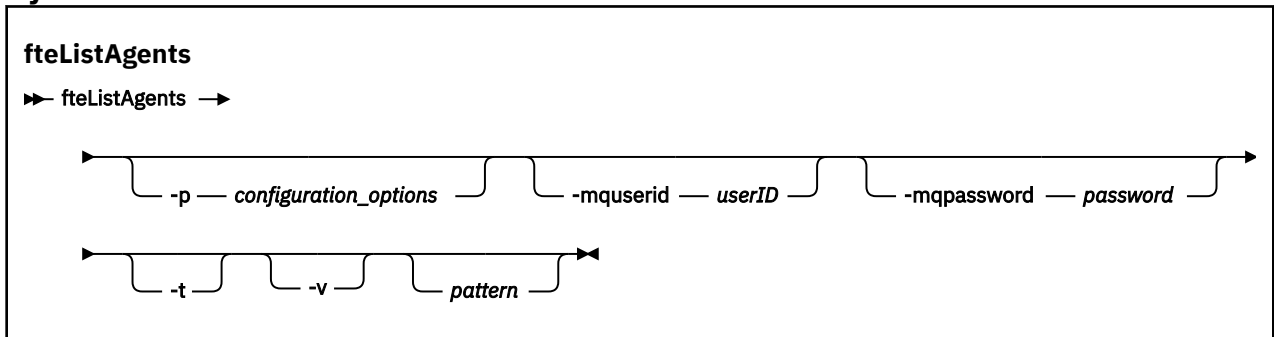 fteListAgents
fteListAgents
-p configuration_options -mquserid userID -mqpassword password
-t -v pattern